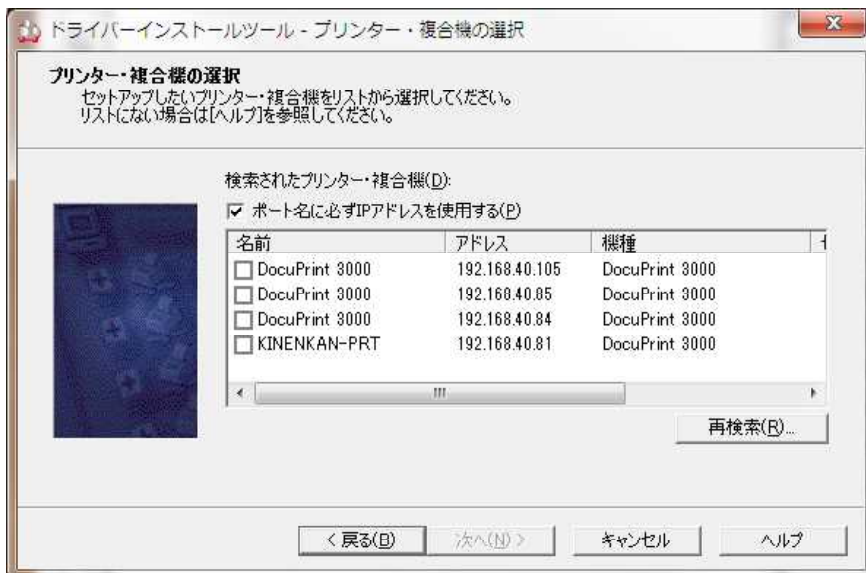 ドライバーインストールツール - プリンター・複合機の選択
プリンター・複合機の選択
セットアップしたいプリンター・複合機をリストから選択してください。
リストにない場合は[ヘルプ]を参照してください。
検索されたプリンター・複合機(D):
ポート名に必ずIPアドレスを使用する(P)
名前 アドレス 機種
DocuPrint 3000 192.168.40.105 DocuPrint 3000
DocuPrint 3000 192.168.40.85 DocuPrint 3000
DocuPrint 3000 192.168.40.84 DocuPrint 3000
KINENKAN-PRT 192.168.40.81 DocuPrint 3000
再検索(R)...
< 戻る(B) 次へ(N) > キャンセル ヘルプ